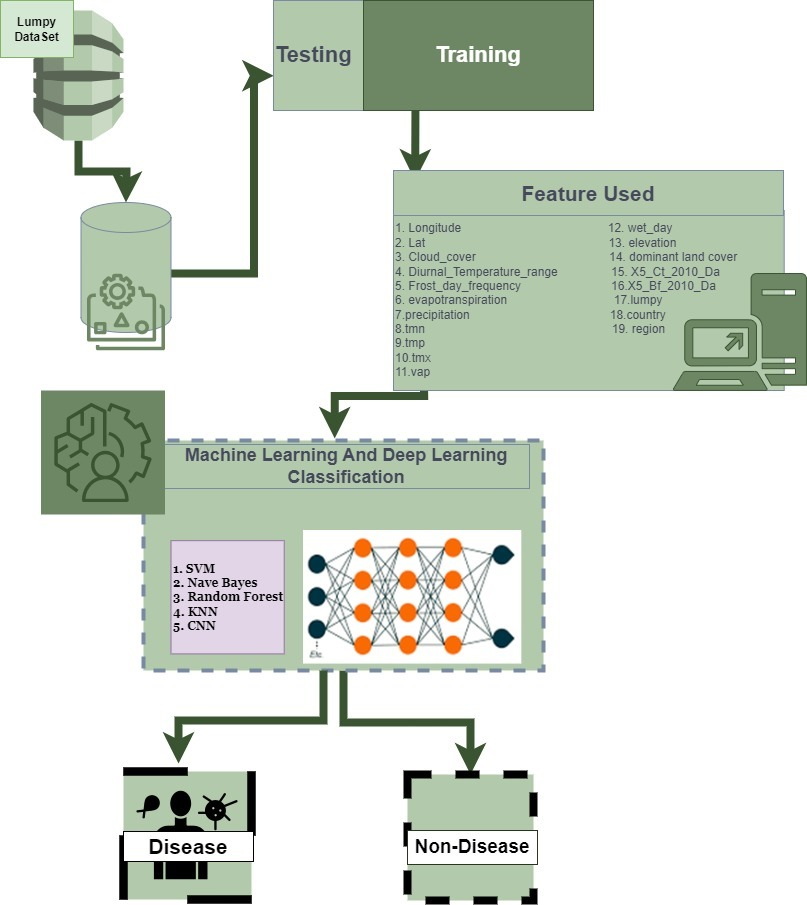 Lumpy
DataSet
Testing
Training
Feature Used
1. Longitude
2. Lat
3. Cloud_cover
4. Diurnal_Temperature_range
5. Frost_day_frequency
6. evapotranspiration
7.precipitation
8.tmn
9.tmp
10.tmx
11.vap
12. wet_day
13. elevation
14. dominant land cover
15. X5_Ct_2010_Da
16.X5_Bf_2010_Da
17.lumpy
18.country
19. region
Machine Learning And Deep Learning
Classification
1. SVM
2. Nave Bayes
3. Random Forest
4. KNN
5. CNN
Etc
Disease
Non-Disease